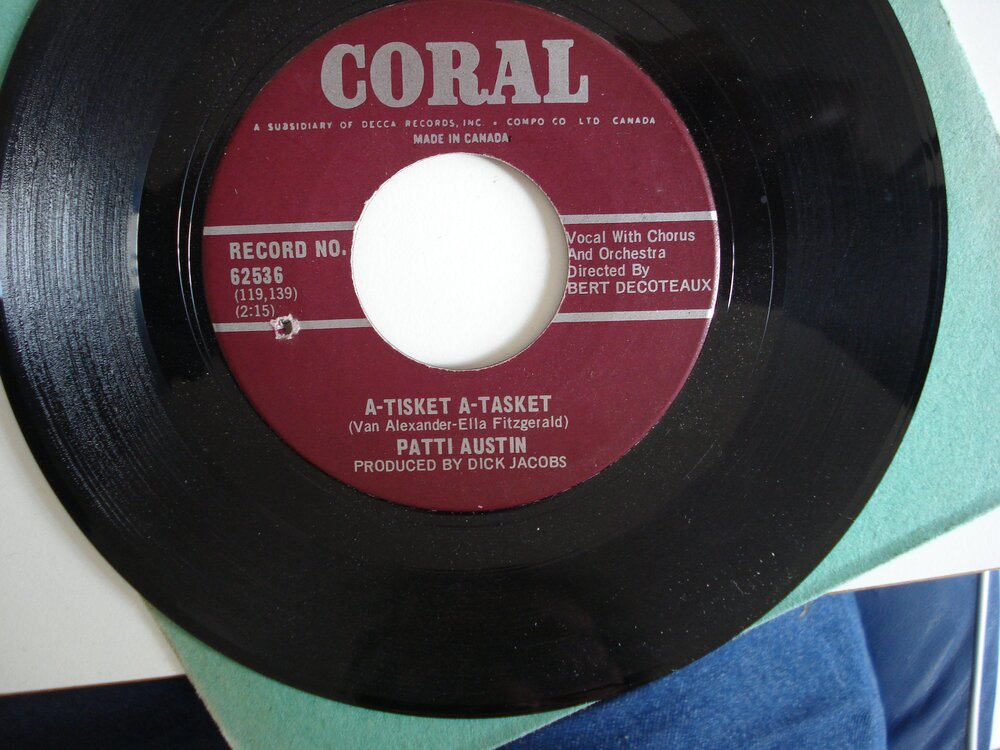 CORAL
A SUBSIDIARY OF DECCA RECORDS, INC. • COMPO CO LTD CANADA
MADE IN CANADA
RECORD NO.
62536
(119,139)
(2:15)
Vocal With Chorus
And Orchestra
Directed By
BERT DECOTEAUX
A-TISKET A-TASKET
(Van Alexander-Ella Fitzgerald)
PATTI AUSTIN
PRODUCED BY DICK JACOBS